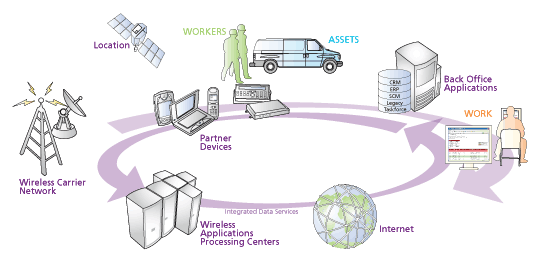 WORKERS
ASSETS
Location
Back Office
Applications
CRM
ERP
SCM
Legacy
Taskforce
WORK
Partner
Devices
Wireless Carrier
Network
Integrated Data Services
Wireless
Applications
Processing Centers
Internet